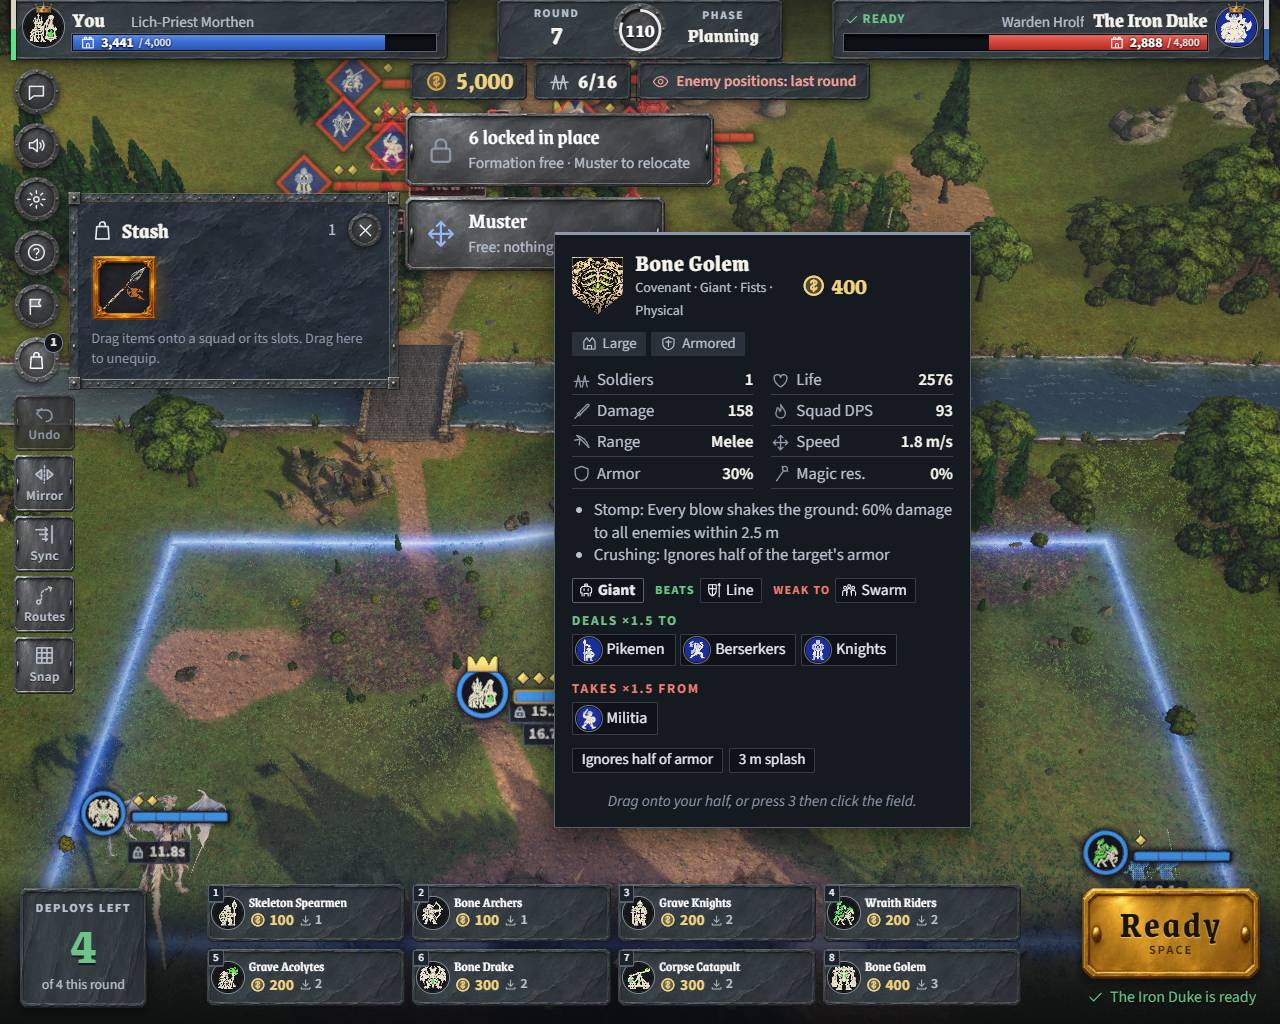 You
Lich-Priest Morthen
3,441 / 4,000
ROUND
7
110
PHASE
Planning
READY
Warden Hrolf
The Iron Duke
2,888 / 4,800
5,000
6/16
Enemy positions: last round
6 locked in place
Formation free · Muster to relocate
Muster
Free: nothing
Stash
1
Drag items onto a squad or its slots. Drag here
to unequip.
1
Undo
Mirror
Sync
Routes
Snap
Bone Golem
400
Covenant · Giant · Fists ·
Physical
Large
Armored
Soldiers 1
Life 2576
Damage 158
Squad DPS 93
Range Melee
Speed 1.8 m/s
Armor 30%
Magic res. 0%
• Stomp: Every blow shakes the ground: 60% damage
to all enemies within 2.5 m
• Crushing: Ignores half of the target's armor
Giant BEATS Line WEAK TO Swarm
DEALS ×1.5 TO
Pikemen
Berserkers
Knights
TAKES ×1.5 FROM
Militia
Ignores half of armor
3 m splash
Drag onto your half, or press 3 then click the field.
11.8s
DEPLOYS LEFT
4
of 4 this round
1 Skeleton Spearmen
100 1
2 Bone Archers
100 1
3 Grave Knights
200 2
4 Wraith Riders
200 2
5 Grave Acolytes
200 2
6 Bone Drake
300 2
7 Corpse Catapult
300 2
8 Bone Golem
400 3
Ready
SPACE
The Iron Duke is ready